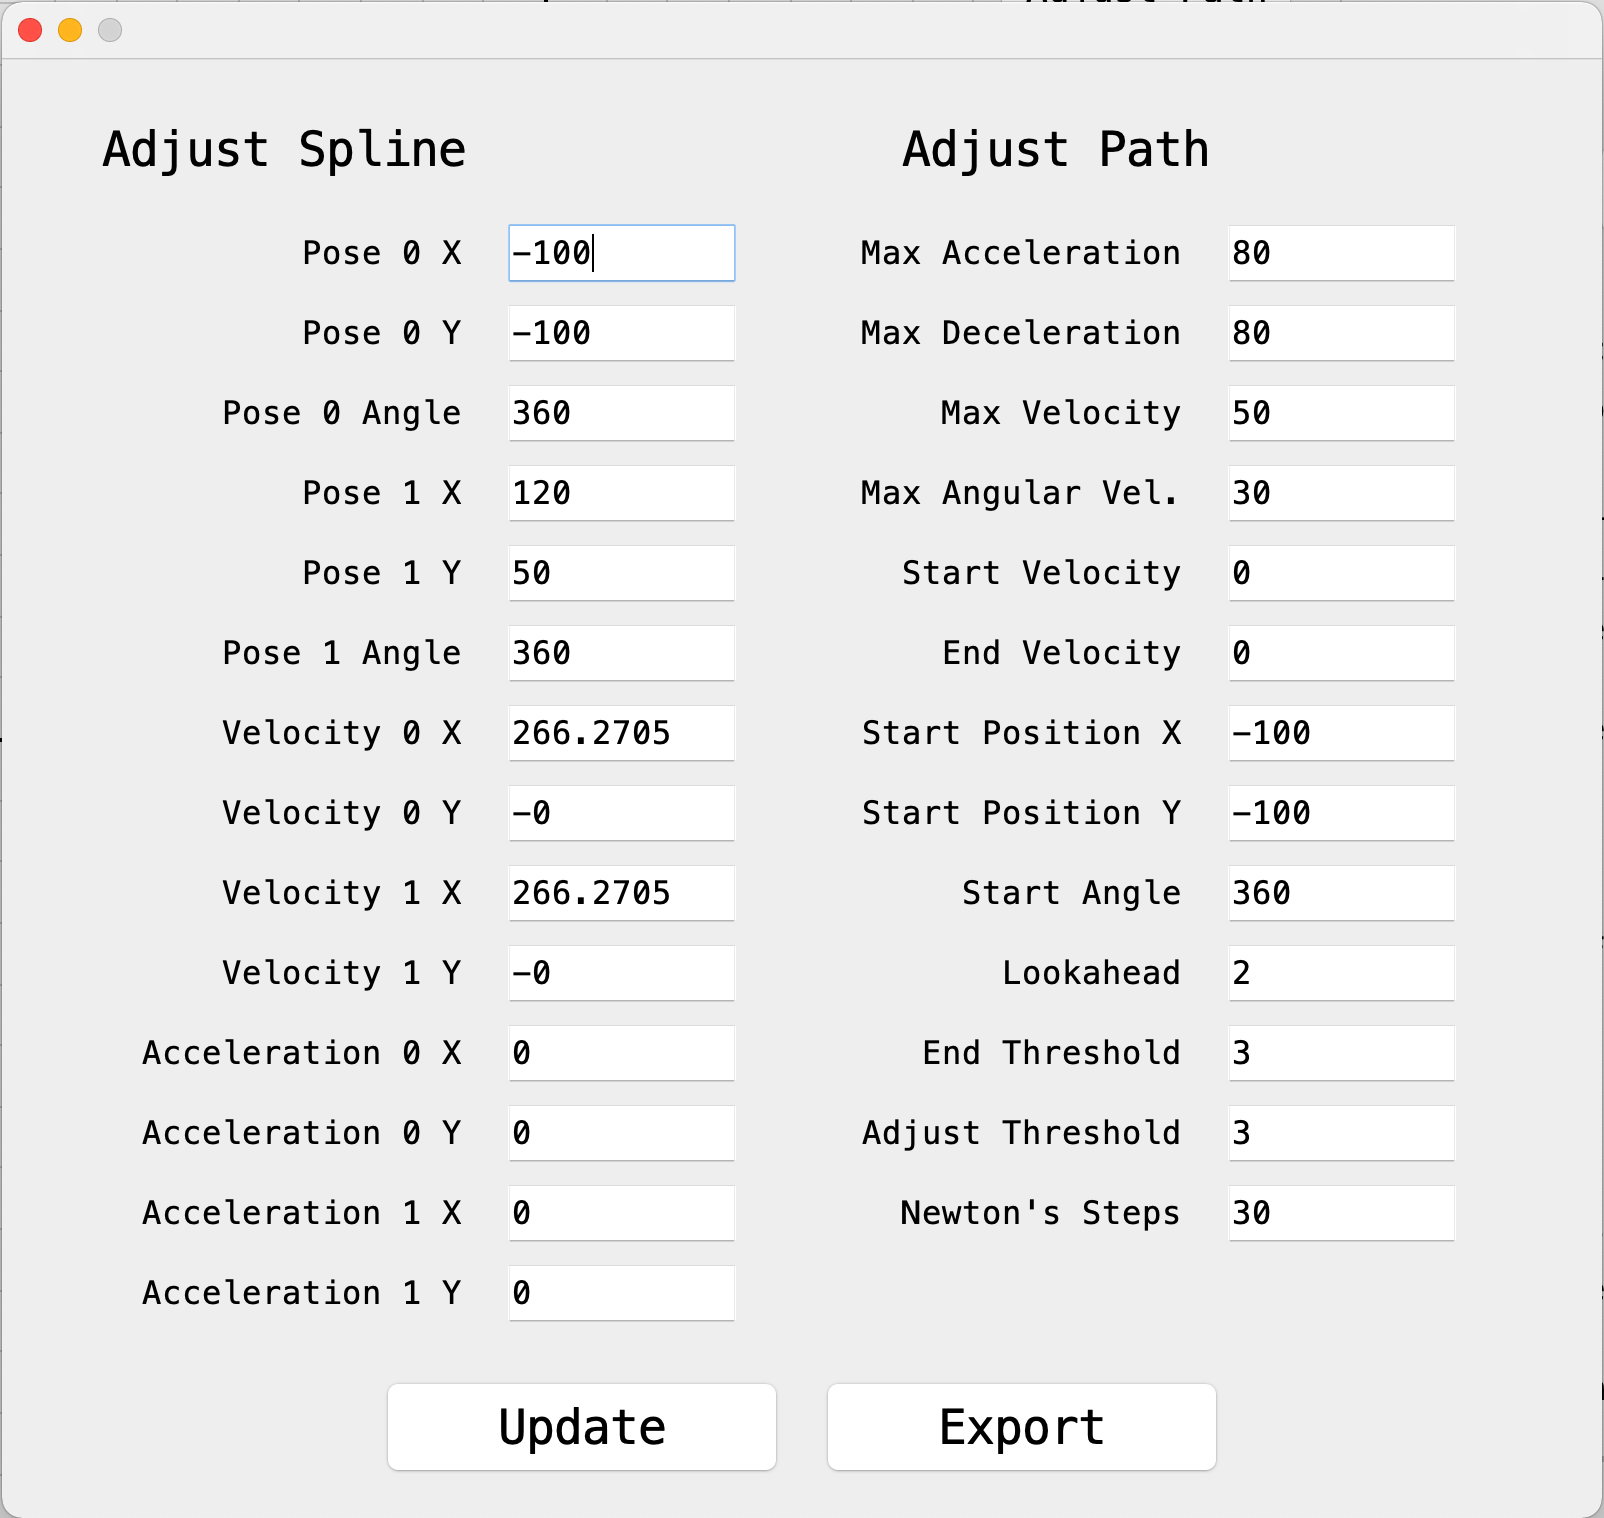 Adjust Spline
Pose 0 X -100
Pose 0 Y -100
Pose 0 Angle 360
Pose 1 X 120
Pose 1 Y 50
Pose 1 Angle 360
Velocity 0 X 266.2705
Velocity 0 Y -0
Velocity 1 X 266.2705
Velocity 1 Y -0
Acceleration 0 X 0
Acceleration 0 Y 0
Acceleration 1 X 0
Acceleration 1 Y 0
Adjust Path
Max Acceleration 80
Max Deceleration 80
Max Velocity 50
Max Angular Vel. 30
Start Velocity 0
End Velocity 0
Start Position X -100
Start Position Y -100
Start Angle 360
Lookahead 2
End Threshold 3
Adjust Threshold 3
Newton's Steps 30
Update
Export